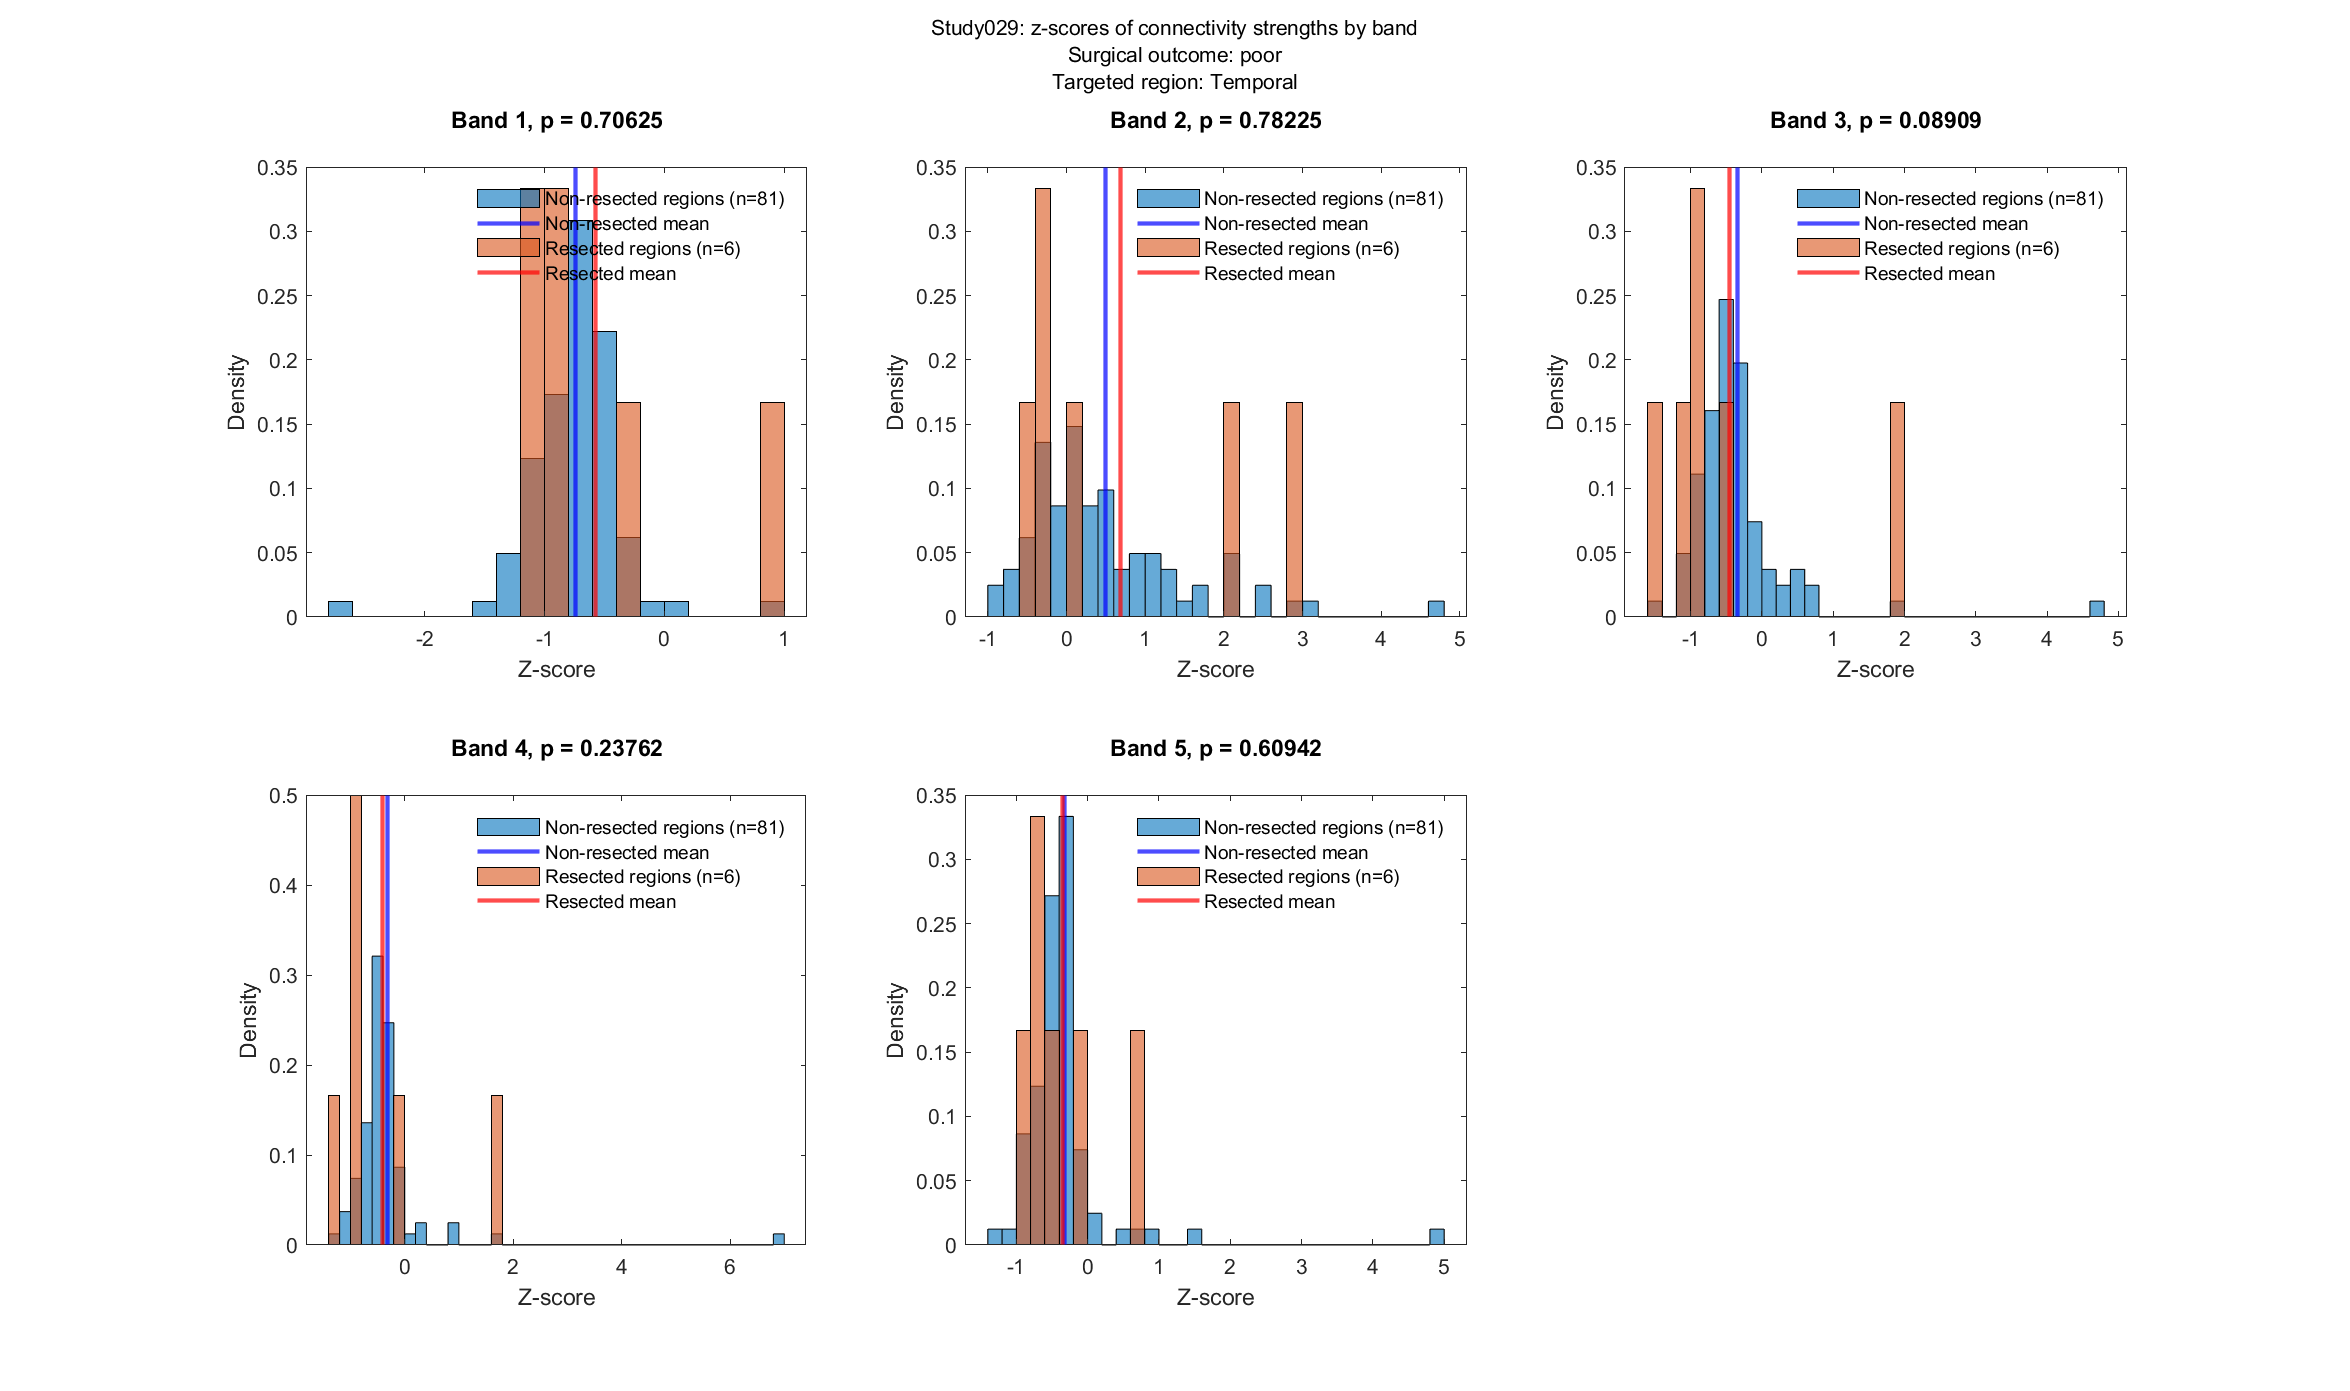 Study029: z-scores of connectivity strengths by band
Surgical outcome: poor
Targeted region: Temporal
Band 1, p = 0.70625
0.35
0.3
0.25
0.2
0.15
0.1
0.05
0
Density
Non-resected regions (n=81)
Non-resected mean
Resected regions (n=6)
Resected mean
-2
-1
0
1
Z-score
Band 2, p = 0.78225
0.35
0.3
0.25
0.2
0.15
0.1
0.05
0
Density
Non-resected regions (n=81)
Non-resected mean
Resected regions (n=6)
Resected mean
-1
0
1
2
3
4
5
Z-score
Band 3, p = 0.08909
0.35
0.3
0.25
0.2
0.15
0.1
0.05
0
Density
Non-resected regions (n=81)
Non-resected mean
Resected regions (n=6)
Resected mean
-1
0
1
2
3
4
5
Z-score
Band 4, p = 0.23762
0.5
0.4
0.3
0.2
0.1
0
Density
Non-resected regions (n=81)
Non-resected mean
Resected regions (n=6)
Resected mean
0
2
4
6
Z-score
Band 5, p = 0.60942
0.35
0.3
0.25
0.2
0.15
0.1
0.05
0
Density
Non-resected regions (n=81)
Non-resected mean
Resected regions (n=6)
Resected mean
-1
0
1
2
3
4
5
Z-score